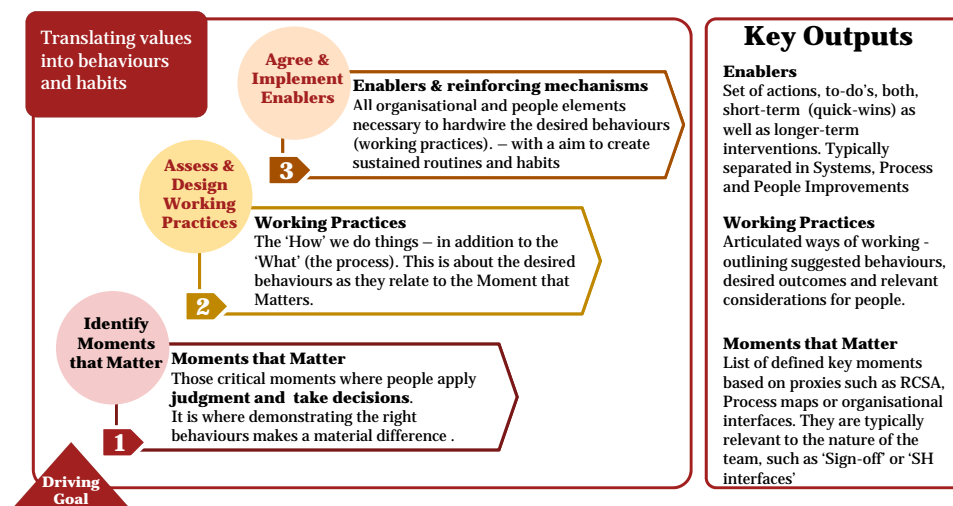 Translating values
into behaviours
and habits
Agree &
Implement
Enablers
Enablers & reinforcing mechanisms
All organisational and people elements
necessary to hardwire the desired behaviours
(working practices). – with a aim to create
sustained routines and habits
3
Assess &
Design
Working
Practices
Working Practices
The ‘How’ we do things – in addition to the
‘What’ (the process). This is about the desired
behaviours as they relate to the Moment that
Matters.
2
Identify
Moments
that Matter
Moments that Matter
Those critical moments where people apply
judgment and take decisions.
It is where demonstrating the right
behaviours makes a material difference .
1
Driving
Goal
Key Outputs
Enablers
Set of actions, to-do's, both,
short-term (quick-wins) as
well as longer-term
interventions. Typically
separated in Systems, Process
and People Improvements
Working Practices
Articulated ways of working -
outlining suggested behaviours,
desired outcomes and relevant
considerations for people.
Moments that Matter
List of defined key moments
based on proxies such as RCSA,
Process maps or organisational
interfaces. They are typically
relevant to the nature of the
team, such as ‘Sign-off’ or ‘SH
interfaces’